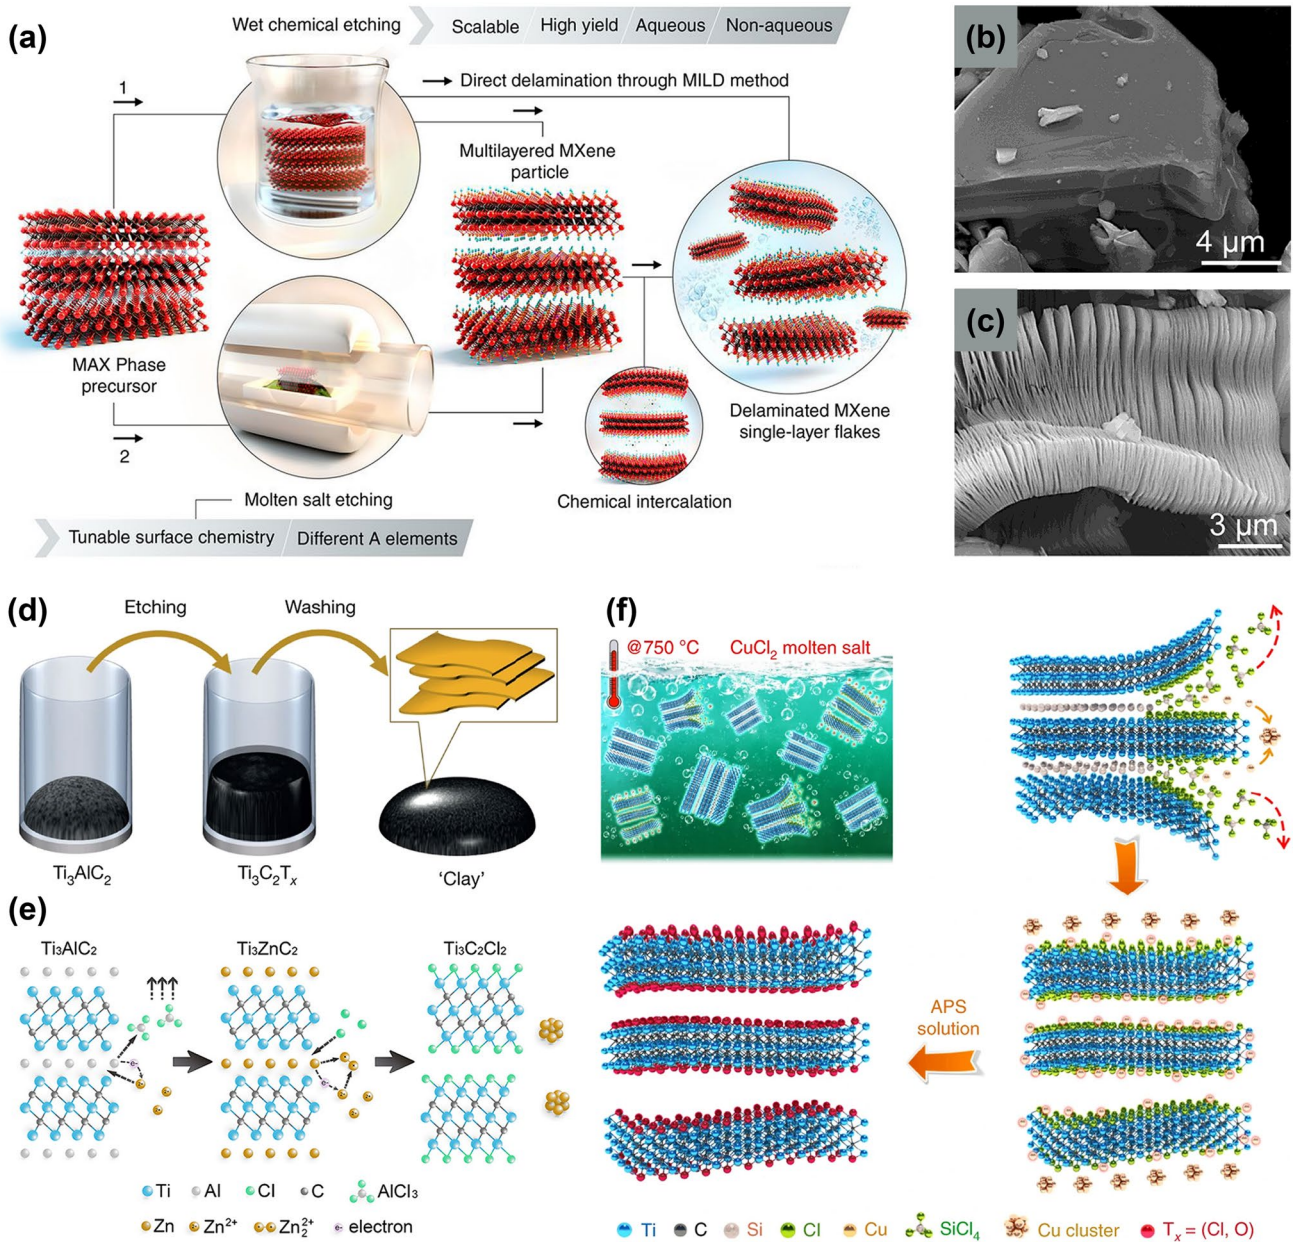 (a)
Wet chemical etching
Scalable
High yield
Aqueous
Non-aqueous
Direct delamination through MILD method
1
Multilayered MXene
particle
MAX Phase
precursor
2
Delaminated MXene
single-layer flakes
Chemical intercalation
Molten salt etching
Tunable surface chemistry
Different A elements
(b)
4 µm
(c)
3 µm
(d)
Etching
Washing
Ti3AlC2
Ti3C2Tx
'Clay'
(e)
Ti3AlC2
Ti3ZnC2
Ti3C2Cl2
Ti
Al
Cl
C
AlCl3
Zn
Zn2+
Zn2 2+
electron
(f)
@750 °C
CuCl2 molten salt
APS
solution
Ti
C
Si
Cl
Cu
SiCl4
Cu cluster
Tx = (Cl, O)